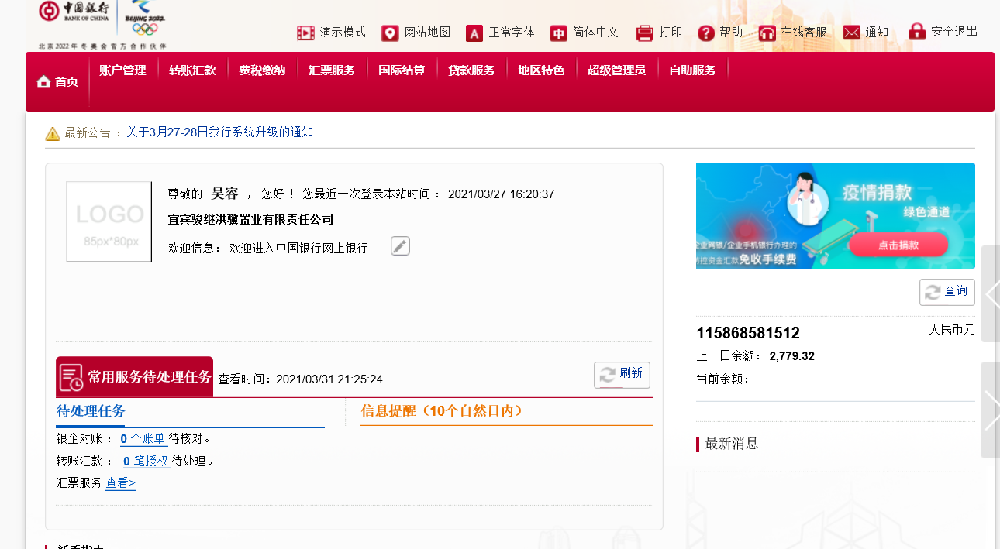 中国银行
BANK OF CHINA
BEIJING 2022
北京2022年冬奥会官方合作伙伴
演示模式 网站地图 A 正常字体 中 简体中文 打印 ? 帮助 在线客服 通知 安全退出
首页 账户管理 转账汇款 费税缴纳 汇票服务 国际结算 贷款服务 地区特色 超级管理员 自助服务
最新公告 : 关于3月27-28日我行系统升级的通知
LOGO
85px*80px
尊敬的 吴容 ，您好！ 您最近一次登录本站时间： 2021/03/27 16:20:37
宜宾骏继洪骥置业有限责任公司
欢迎信息： 欢迎进入中国银行网上银行
疫情捐款
绿色通道
企业网银/企业手机银行办理的
点击捐款
防控资金汇款免收手续费
查询
115868581512 人民币元
上一日余额： 2,779.32
当前余额：
常用服务待处理任务 查看时间：2021/03/31 21:25:24
刷新
待处理任务
信息提醒（10个自然日内）
银企对账： 0 个账单 待核对。
转账汇款： 0 笔授权 待处理。
汇票服务 查看>
最新消息
新手指南